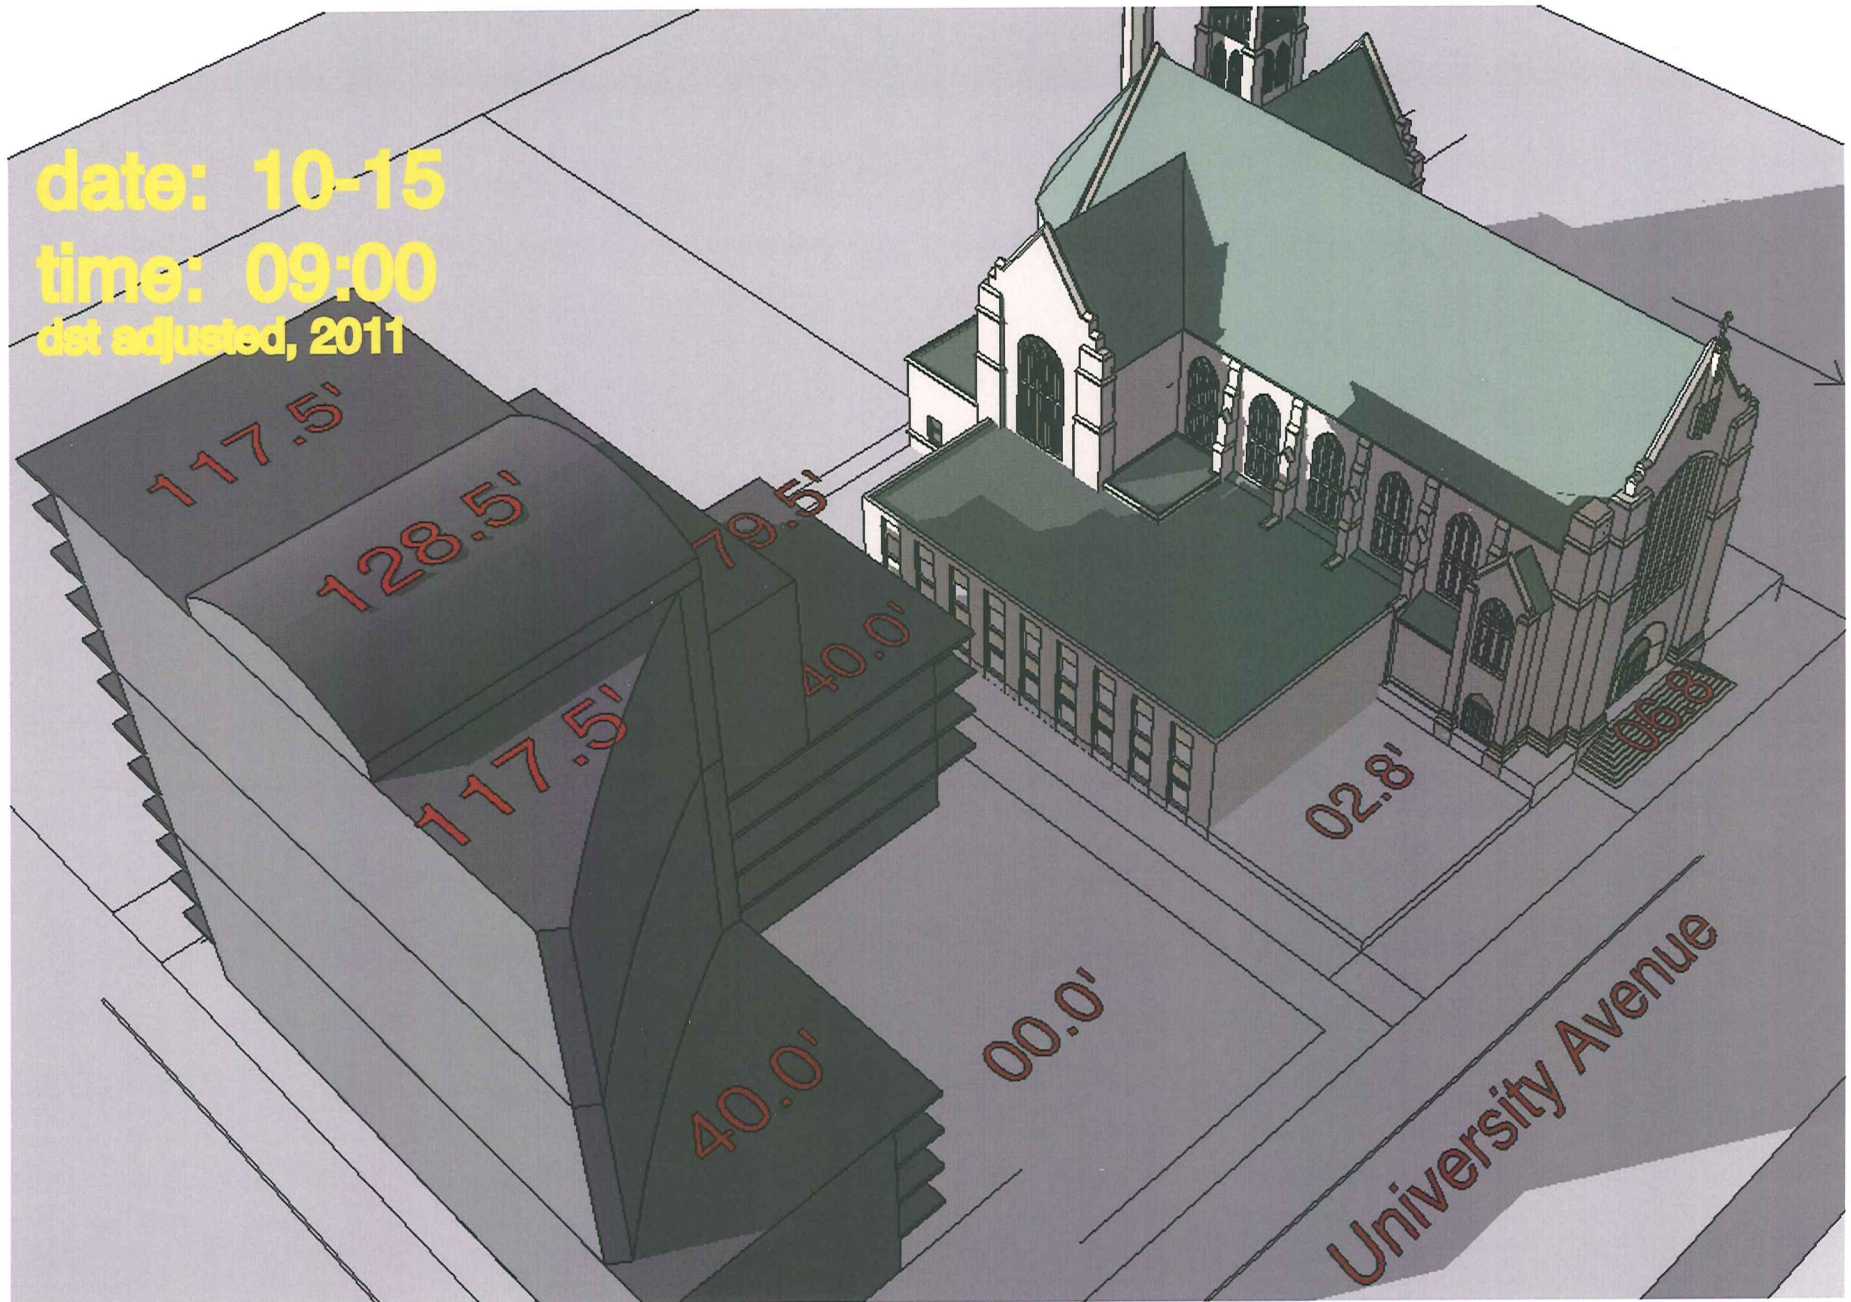 date: 10-15
time: 09:00
dst adjusted, 2011
117.5'
128.5'
79.5'
40.0'
117.5'
06.8'
02.8'
00.0'
40.0'
University Avenue